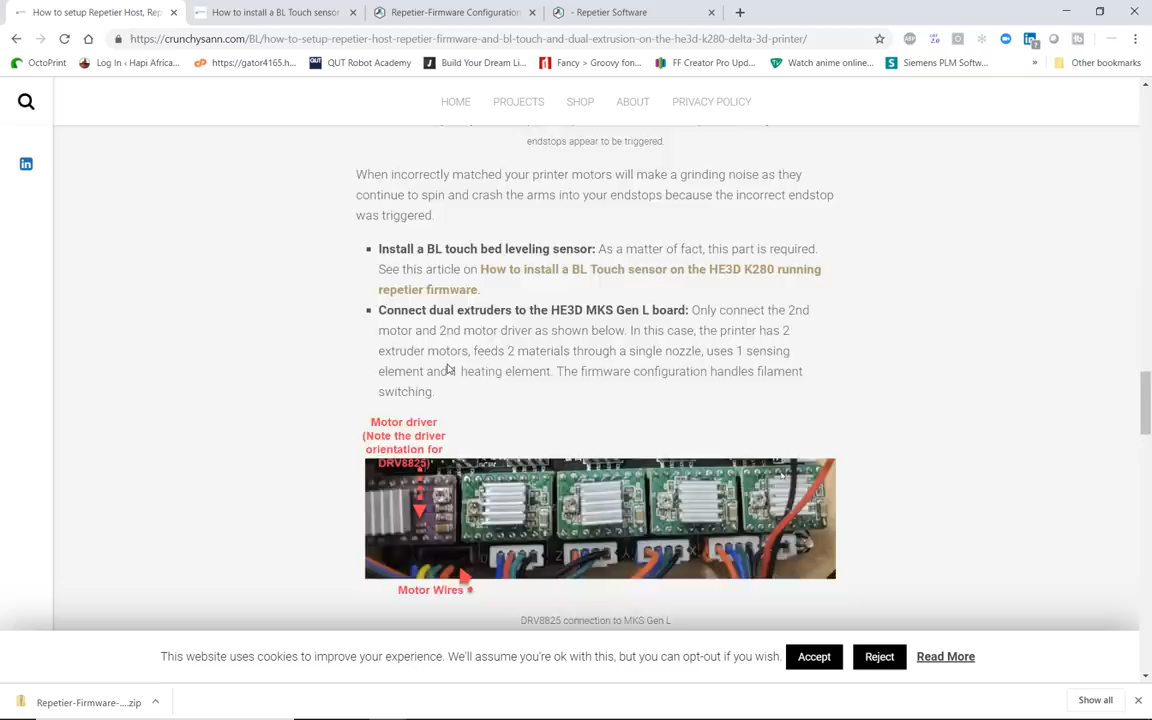 How to setup Repetier Host, Rep
How to install a BL Touch sensor
Repetier-Firmware Configuration
- Repetier Software
https://crunchysann.com/BL/how-to-setup-repetier-host-repetier-firmware-and-bl-touch-and-dual-extrusion-on-the-he3d-k280-delta-3d-printer/
OctoPrint
Log In ‹ Hapi Africa...
https://gator4165.h...
QUT Robot Academy
Build Your Dream Li...
Fancy > Groovy fon...
FF Creator Pro Upd...
Watch anime online...
Siemens PLM Softw...
Other bookmarks
HOME
PROJECTS
SHOP
ABOUT
PRIVACY POLICY
endstops appear to be triggered.
When incorrectly matched your printer motors will make a grinding noise as they
continue to spin and crash the arms into your endstops because the incorrect endstop
was triggered.
Install a BL touch bed leveling sensor: As a matter of fact, this part is required.
See this article on How to install a BL Touch sensor on the HE3D K280 running
repetier firmware.
Connect dual extruders to the HE3D MKS Gen L board: Only connect the 2nd
motor and 2nd motor driver as shown below. In this case, the printer has 2
extruder motors, feeds 2 materials through a single nozzle, uses 1 sensing
element and 1 heating element. The firmware configuration handles filament
switching.
Motor driver
(Note the driver
orientation for
DRV8825)
Motor Wires
DRV8825 connection to MKS Gen L
This website uses cookies to improve your experience. We'll assume you're ok with this, but you can opt-out if you wish.
Accept
Reject
Read More
Repetier-Firmware-....zip
Show all